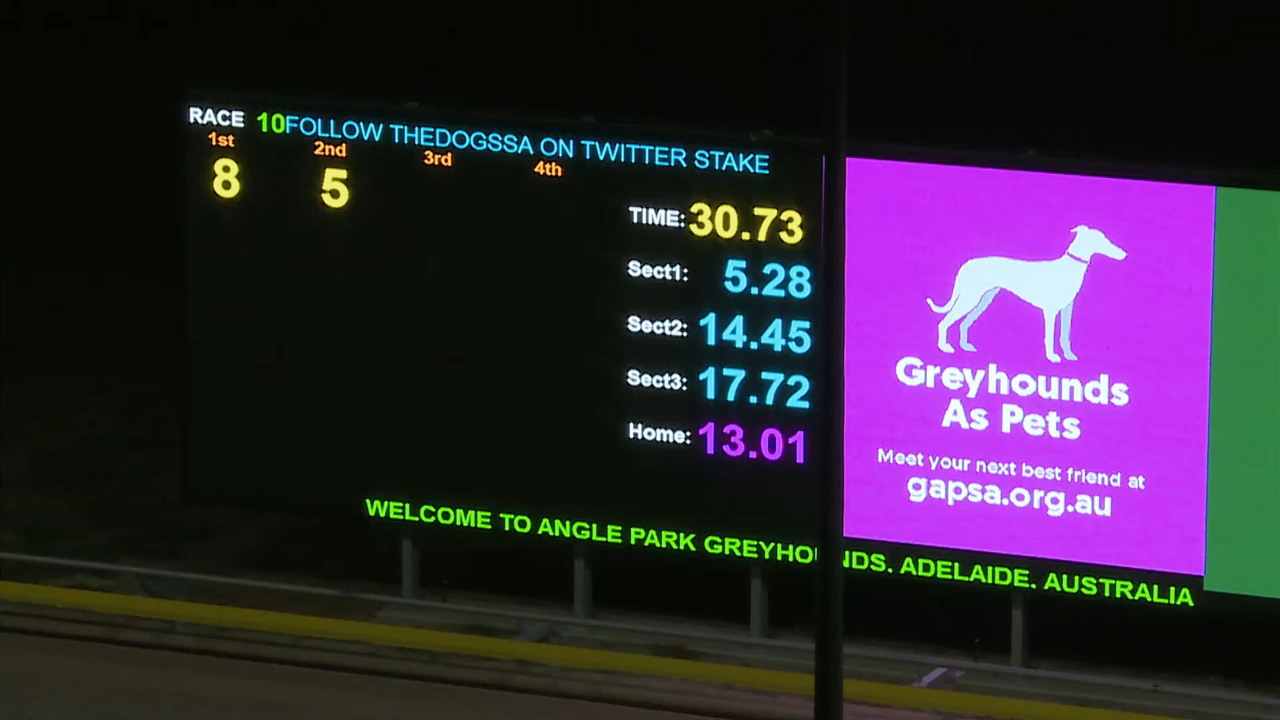 RACE 10FOLLOW THEDOGSSA ON TWITTER STAKE
1st 2nd 3rd 4th
8 5
TIME: 30.73
Sect1: 5.28
Sect2: 14.45
Sect3: 17.72
Home: 13.01
Greyhounds
As Pets
Meet your next best friend at
gapsa.org.au
WELCOME TO ANGLE PARK GREYHOUNDS. ADELAIDE. AUSTRALIA